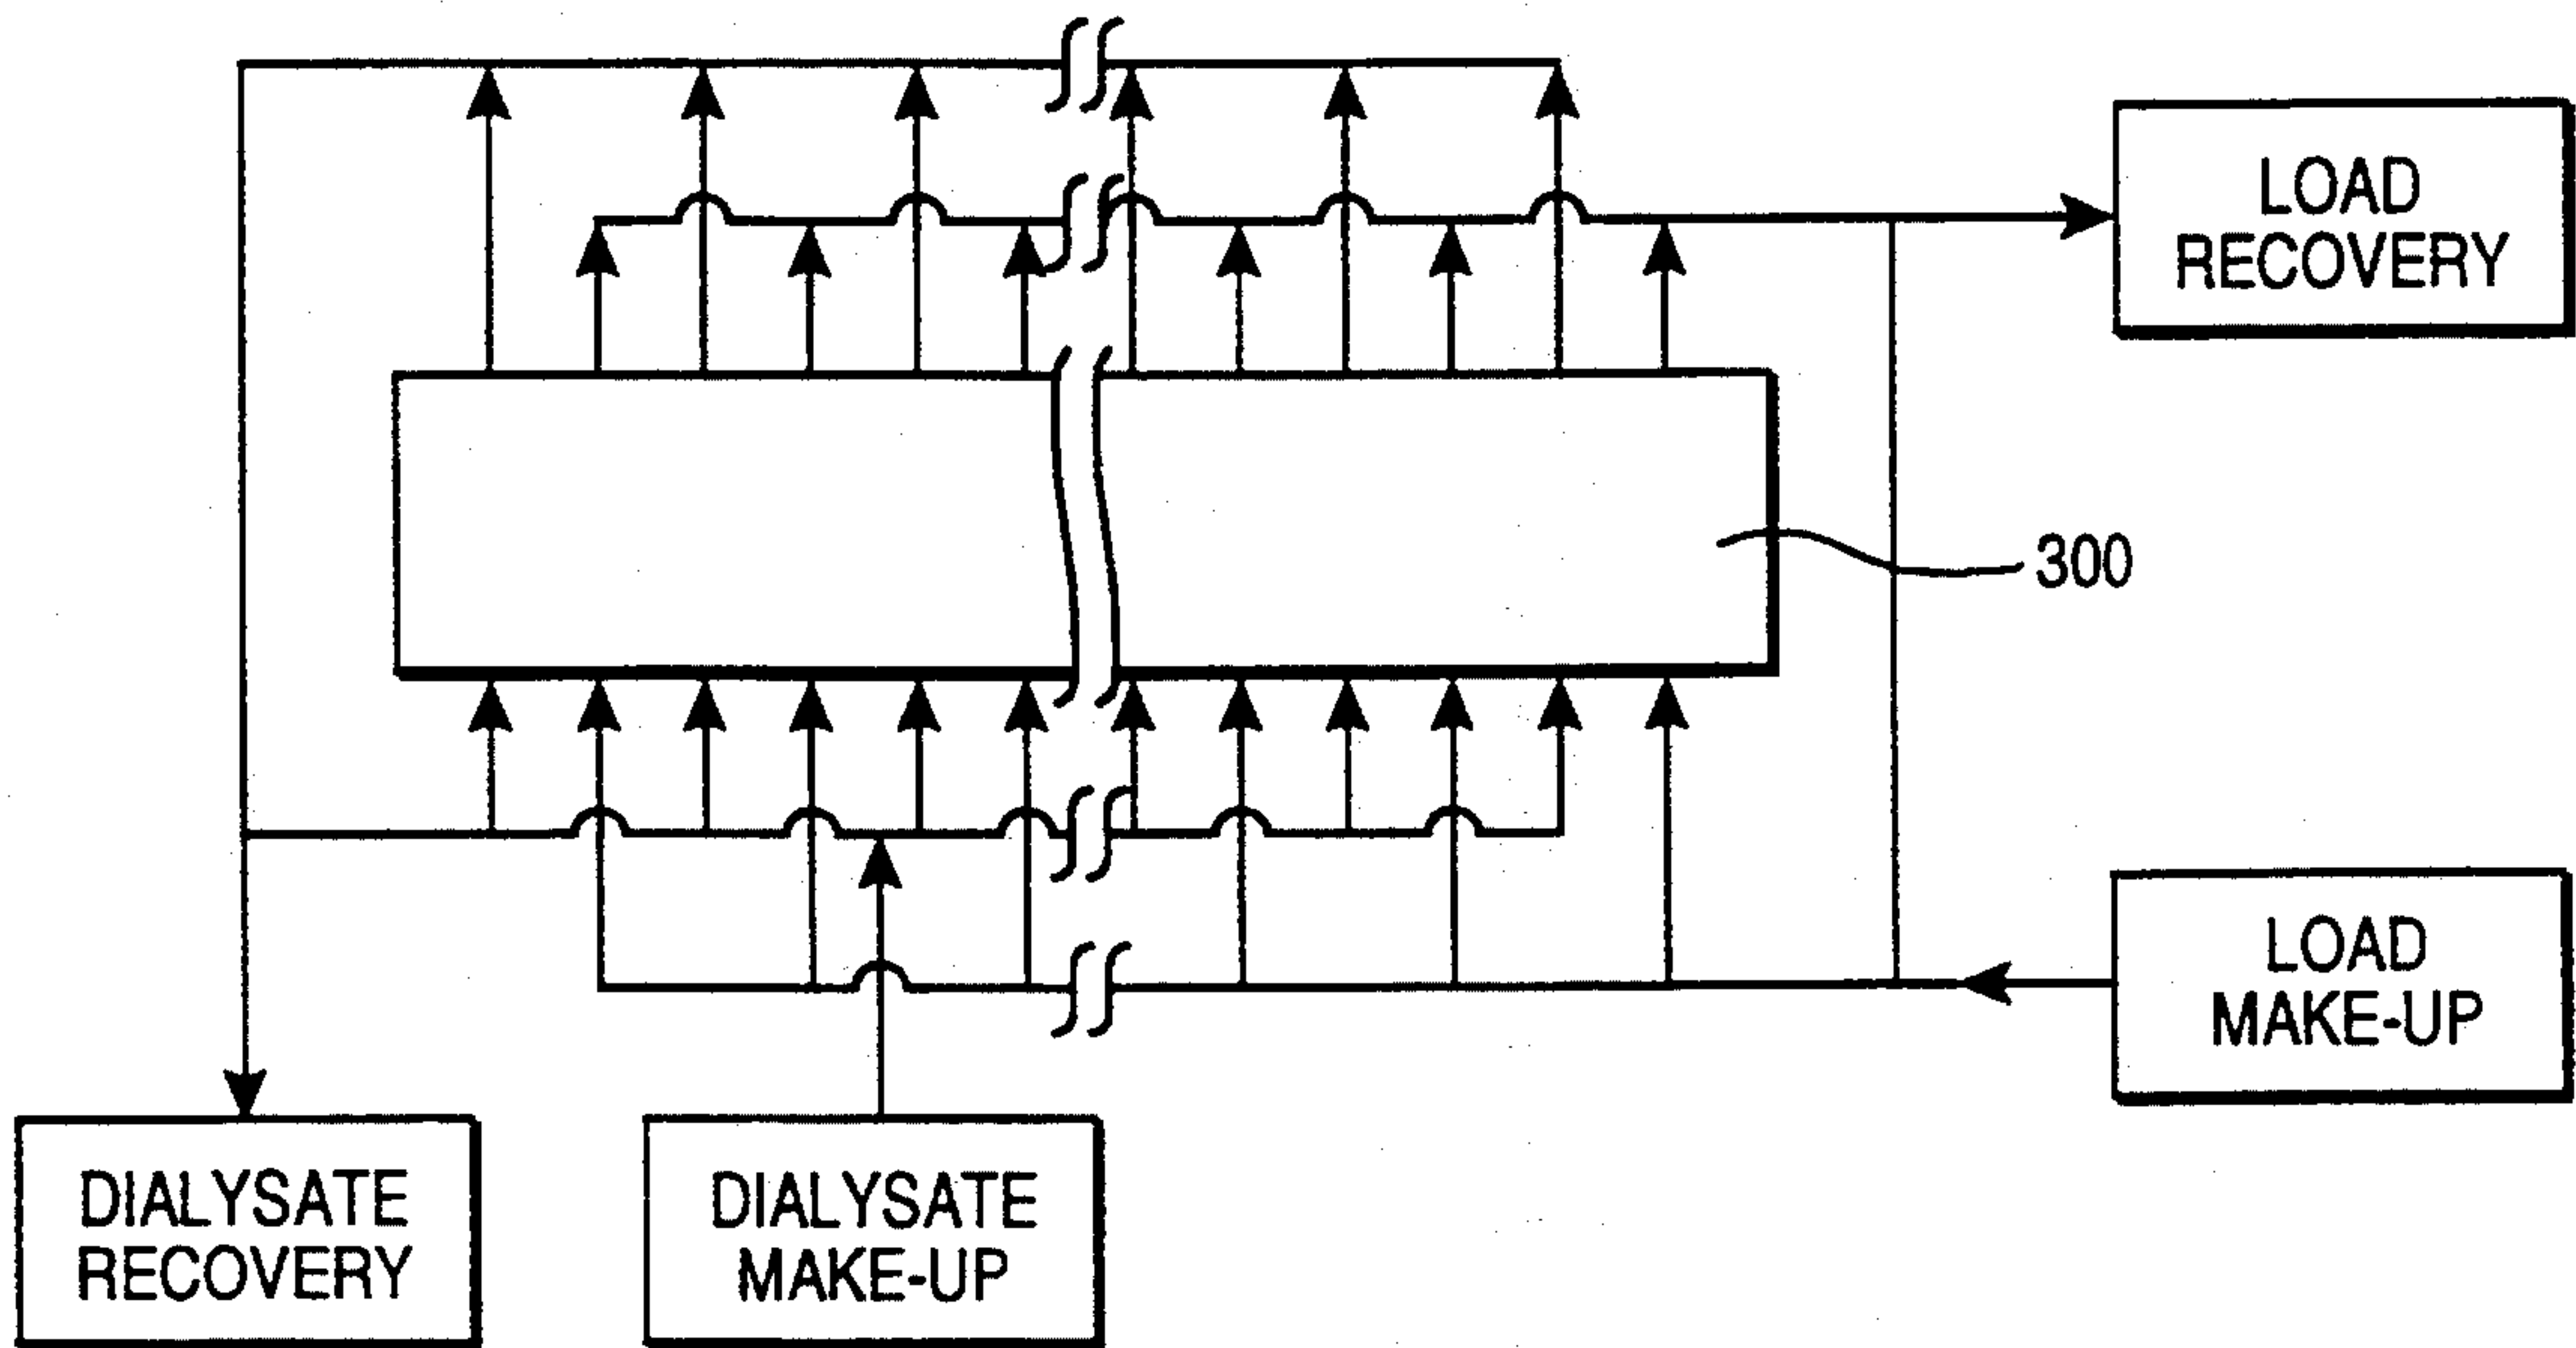 LOAD
RECOVERY
300
LOAD
MAKE-UP
DIALYSATE
RECOVERY
DIALYSATE
MAKE-UP